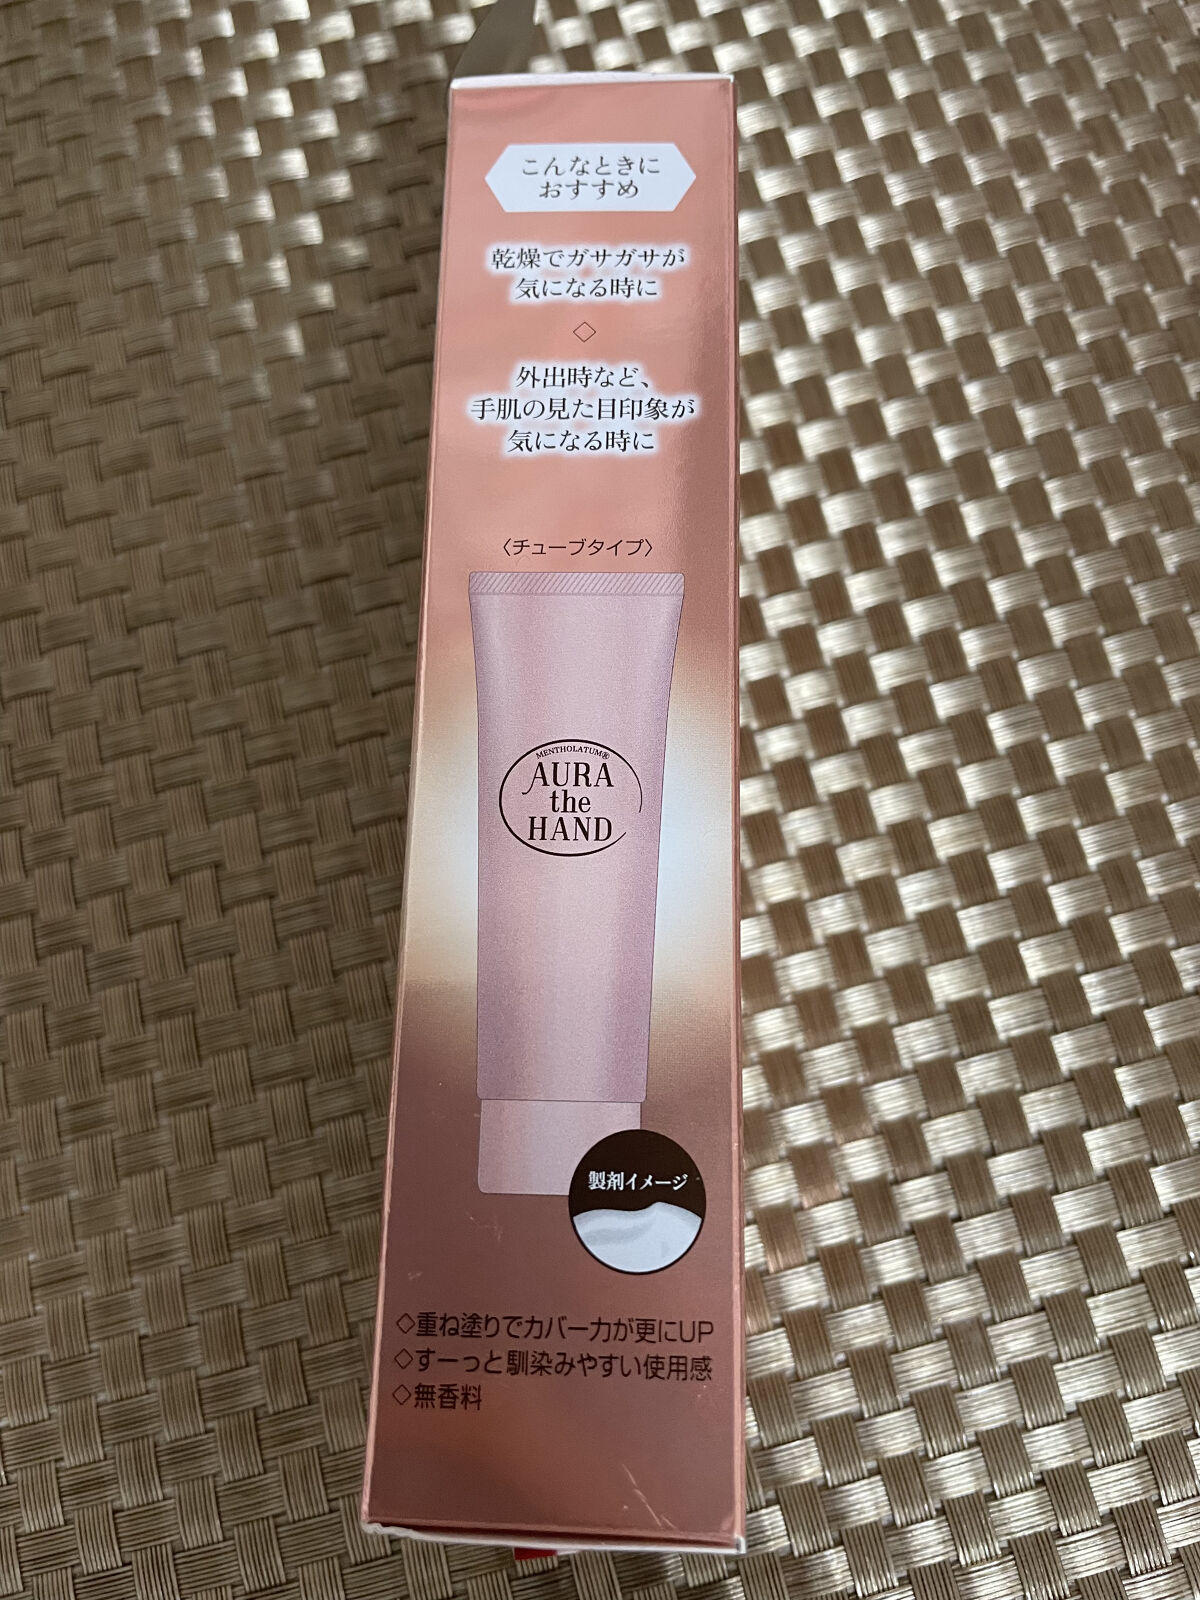 こんなときに
おすすめ
乾燥でガサガサが
気になる時に
◇
外出時など、
手肌の見た目印象が
気になる時に
〈チューブタイプ〉
MENTHOLATUM®
AURA
the
HAND
製剤イメージ
◇重ね塗りでカバー力が更にUP
◇すーっと馴染みやすい使用感
◇無香料